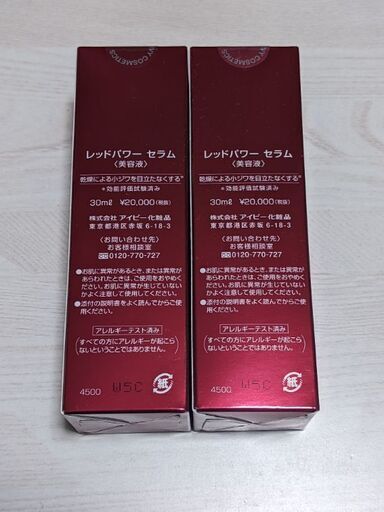 NY COSMETICS
レッドパワー セラム
〈美容液〉
乾燥による小ジワを目立たなくする*
*効能評価試験済み
30mℓ ¥20,000(税抜)
株式会社 アイビー化粧品
東京都港区赤坂 6-18-3
〈お問い合わせ先〉
お客様相談室
0120-770-727
●お肌に異常があるとき、または異常が
あらわれたときは、ご使用をおやめく
ださい。お肌に異常が生じていないか
よく注意して使用してください。
●添付の説明書をよく読んでからご使
用ください。
アレルギーテスト済み
すべての方にアレルギーが起こら
ないということではありません。
4500
W5C
紙
Y COSMETICS
レッドパワー セラム
〈美容液〉
乾燥による小ジワを目立たなくする*
*効能評価試験済み
30mℓ ¥20,000(税抜)
株式会社 アイビー化粧品
東京都港区赤坂 6-18-3
〈お問い合わせ先〉
お客様相談室
0120-770-727
●お肌に異常があるとき、または異常が
あらわれたときは、ご使用をおやめく
ださい。お肌に異常が生じていないか
よく注意して使用してください。
●添付の説明書をよく読んでからご使
用ください。
アレルギーテスト済み
すべての方にアレルギーが起こら
ないということではありません。
4500
W5C
紙